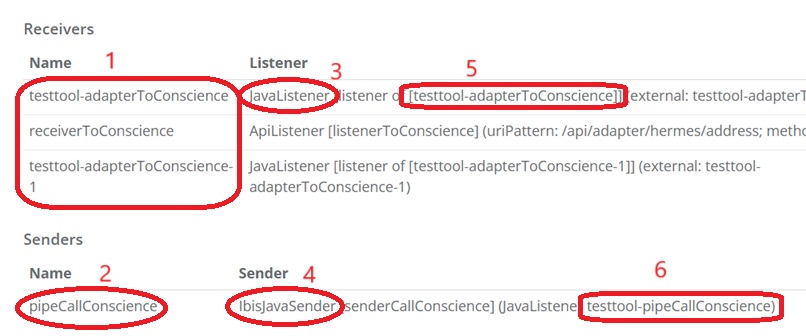 Receivers
1
Name Listener
3 5
testtool-adapterToConscience JavaListener [listener of [testtool-adapterToConscience]] (external: testtool-adapterT
receiverToConscience ApiListener [listenerToConscience] (uriPattern: /api/adapter/hermes/address; metho
testtool-adapterToConscience- JavaListener [listener of [testtool-adapterToConscience-1]] (external: testtool-
1 adapterToConscience-1)
Senders
2 4 6
Name Sender
pipeCallConscience IbisJavaSender [senderCallConscience] (JavaListene testtool-pipeCallConscience)